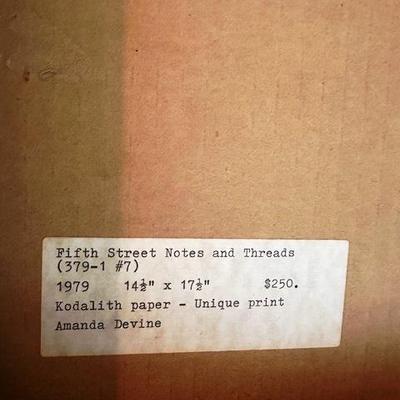 Fifth Street Notes and Threads
(379-1 #7)
1979 14½" x 17½" $250.
Kodalith paper - Unique print
Amanda Devine